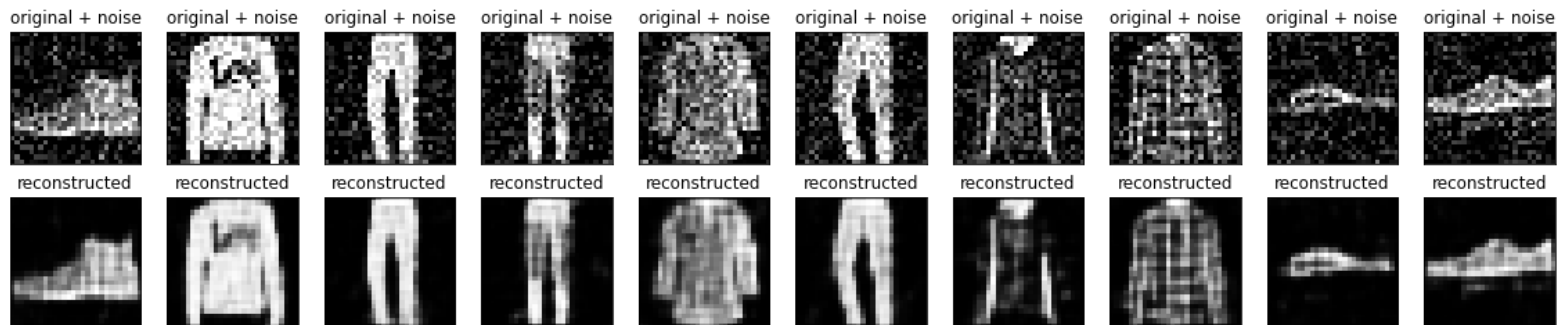 original + noise original + noise original + noise original + noise original + noise original + noise original + noise original + noise original + noise original + noise
reconstructed reconstructed reconstructed reconstructed reconstructed reconstructed reconstructed reconstructed reconstructed reconstructed